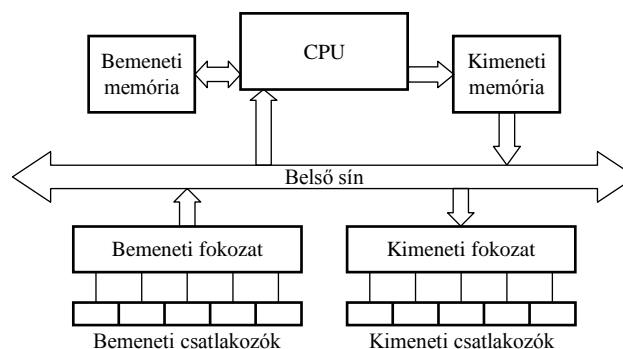 Bemeneti
memória
CPU
Kimeneti
memória
Belső sín
Bemeneti fokozat
Kimeneti fokozat
Bemeneti csatlakozók
Kimeneti csatlakozók